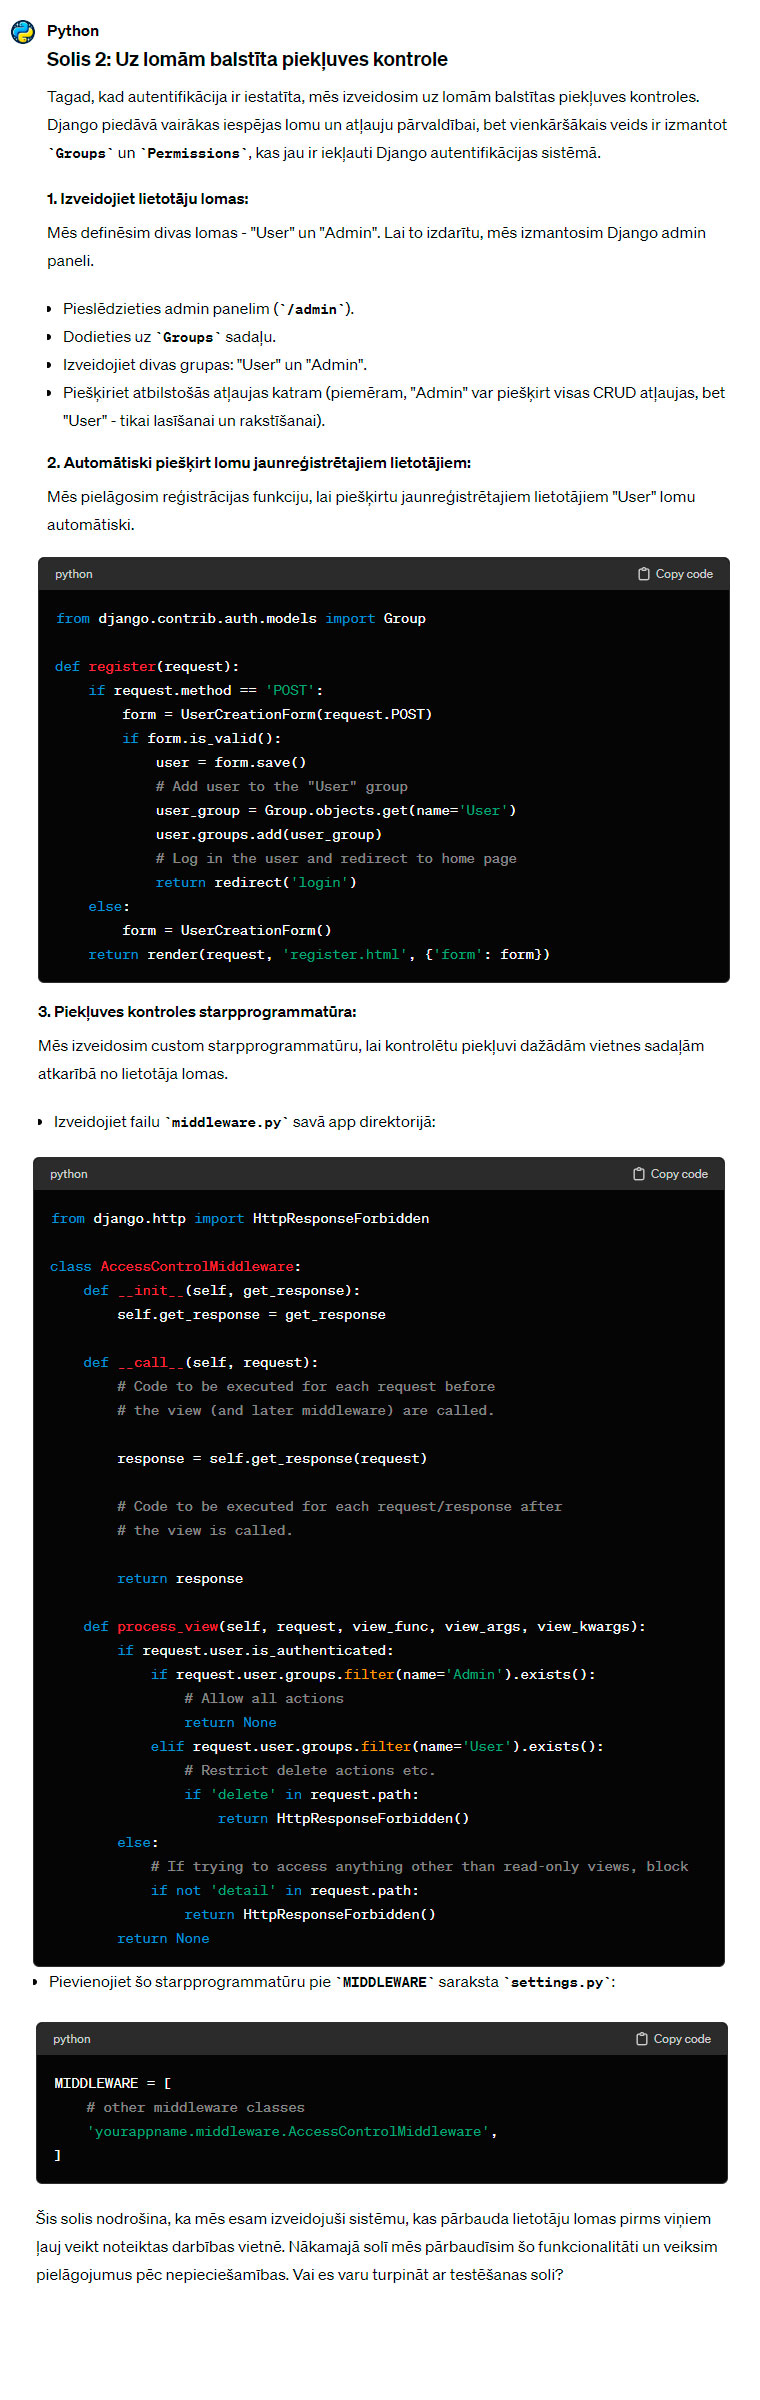 Python
Solis 2: Uz lomām balstīta piekļuves kontrole
Tagad, kad autentifikācija ir iestatīta, mēs izveidosim uz lomām balstītas piekļuves kontroles.
Django piedāvā vairākas iespējas lomu un atļauju pārvaldībai, bet vienkāršākais veids ir izmantot
`Groups` un `Permissions`, kas jau ir iekļauti Django autentifikācijas sistēmā.
1. Izveidojiet lietotāju lomas:
Mēs definēsim divas lomas - "User" un "Admin". Lai to izdarītu, mēs izmantosim Django admin
paneli.
• Pieslēdzieties admin panelim (`/admin`).
• Dodieties uz `Groups` sadaļu.
• Izveidojiet divas grupas: "User" un "Admin".
• Piešķiriet atbilstošās atļaujas katram (piemēram, "Admin" var piešķirt visas CRUD atļaujas, bet
"User" - tikai lasīšanai un rakstīšanai).
2. Automātiski piešķirt lomu jaunreģistrētajiem lietotājiem:
Mēs pielāgosim reģistrācijas funkciju, lai piešķirtu jaunreģistrētajiem lietotājiem "User" lomu
automātiski.
python Copy code
from django.contrib.auth.models import Group
def register(request):
    if request.method == 'POST':
        form = UserCreationForm(request.POST)
        if form.is_valid():
            user = form.save()
            # Add user to the "User" group
            user_group = Group.objects.get(name='User')
            user.groups.add(user_group)
            # Log in the user and redirect to home page
            return redirect('login')
    else:
        form = UserCreationForm()
    return render(request, 'register.html', {'form': form})
3. Piekļuves kontroles starpprogrammatūra:
Mēs izveidosim custom starpprogrammatūru, lai kontrolētu piekļuvi dažādām vietnes sadaļām
atkarībā no lietotāja lomas.
• Izveidojiet failu `middleware.py` savā app direktorijā:
python Copy code
from django.http import HttpResponseForbidden
class AccessControlMiddleware:
    def __init__(self, get_response):
        self.get_response = get_response
    def __call__(self, request):
        # Code to be executed for each request before
        # the view (and later middleware) are called.
        response = self.get_response(request)
        # Code to be executed for each request/response after
        # the view is called.
        return response
    def process_view(self, request, view_func, view_args, view_kwargs):
        if request.user.is_authenticated:
            if request.user.groups.filter(name='Admin').exists():
                # Allow all actions
                return None
            elif request.user.groups.filter(name='User').exists():
                # Restrict delete actions etc.
                if 'delete' in request.path:
                    return HttpResponseForbidden()
        else:
            # If trying to access anything other than read-only views, block
            if not 'detail' in request.path:
                return HttpResponseForbidden()
        return None
• Pievienojiet šo starpprogrammatūru pie `MIDDLEWARE` saraksta `settings.py`:
python Copy code
MIDDLEWARE = [
    # other middleware classes
    'yourappname.middleware.AccessControlMiddleware',
]
Šis solis nodrošina, ka mēs esam izveidojuši sistēmu, kas pārbauda lietotāju lomas pirms viņiem
ļauj veikt noteiktas darbības vietnē. Nākamajā solī mēs pārbaudīsim šo funkcionalitāti un veiksim
pielāgojumus pēc nepieciešamības. Vai es varu turpināt ar testēšanas soli?